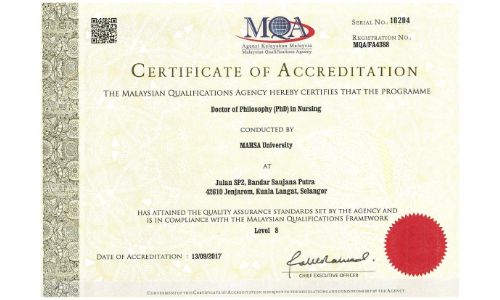 SERIAL NO. 16204
MQA
REGISTRATION NO.:
MQA/FA4388
Agensi Kelayakan Malaysia
Malaysian Qualifications Agency
CERTIFICATE OF ACCREDITATION
THE MALAYSIAN QUALIFICATIONS AGENCY HEREBY CERTIFIES THAT THE PROGRAMME
Doctor of Philosophy (PhD) in Nursing
CONDUCTED BY
MAHSA University
AT
Jalan SP2, Bandar Saujana Putra
42610 Jenjarom, Kuala Langat, Selangor
HAS ATTAINED THE QUALITY ASSURANCE STANDARDS SET BY THE AGENCY AND
IS IN COMPLIANCE WITH THE MALAYSIAN QUALIFICATIONS FRAMEWORK
Level 8
DATE OF ACCREDITATION : 13/09/2017
CHIEF EXECUTIVE OFFICER